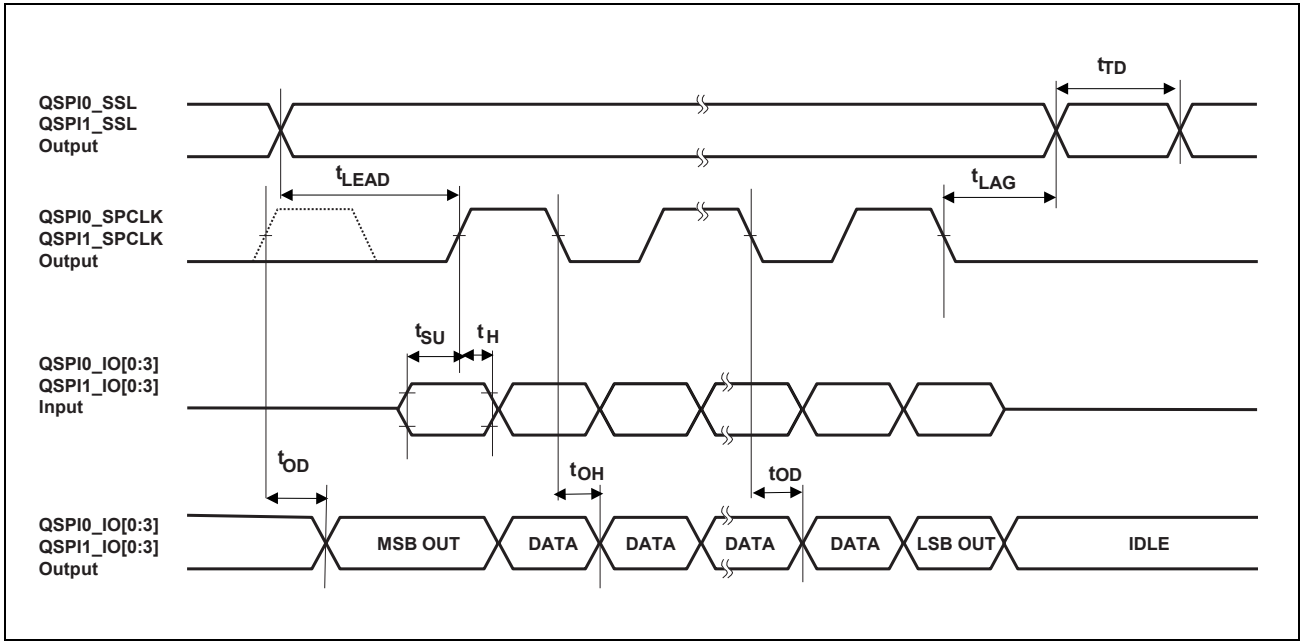 tTD
QSPI0_SSL
QSPI1_SSL
Output
tLEAD
tLAG
QSPI0_SPCLK
QSPI1_SPCLK
Output
tSU
tH
QSPI0_IO[0:3]
QSPI1_IO[0:3]
Input
tOD
tOH
tOD
QSPI0_IO[0:3]
QSPI1_IO[0:3]
Output
MSB OUT
DATA
DATA
DATA
DATA
LSB OUT
IDLE